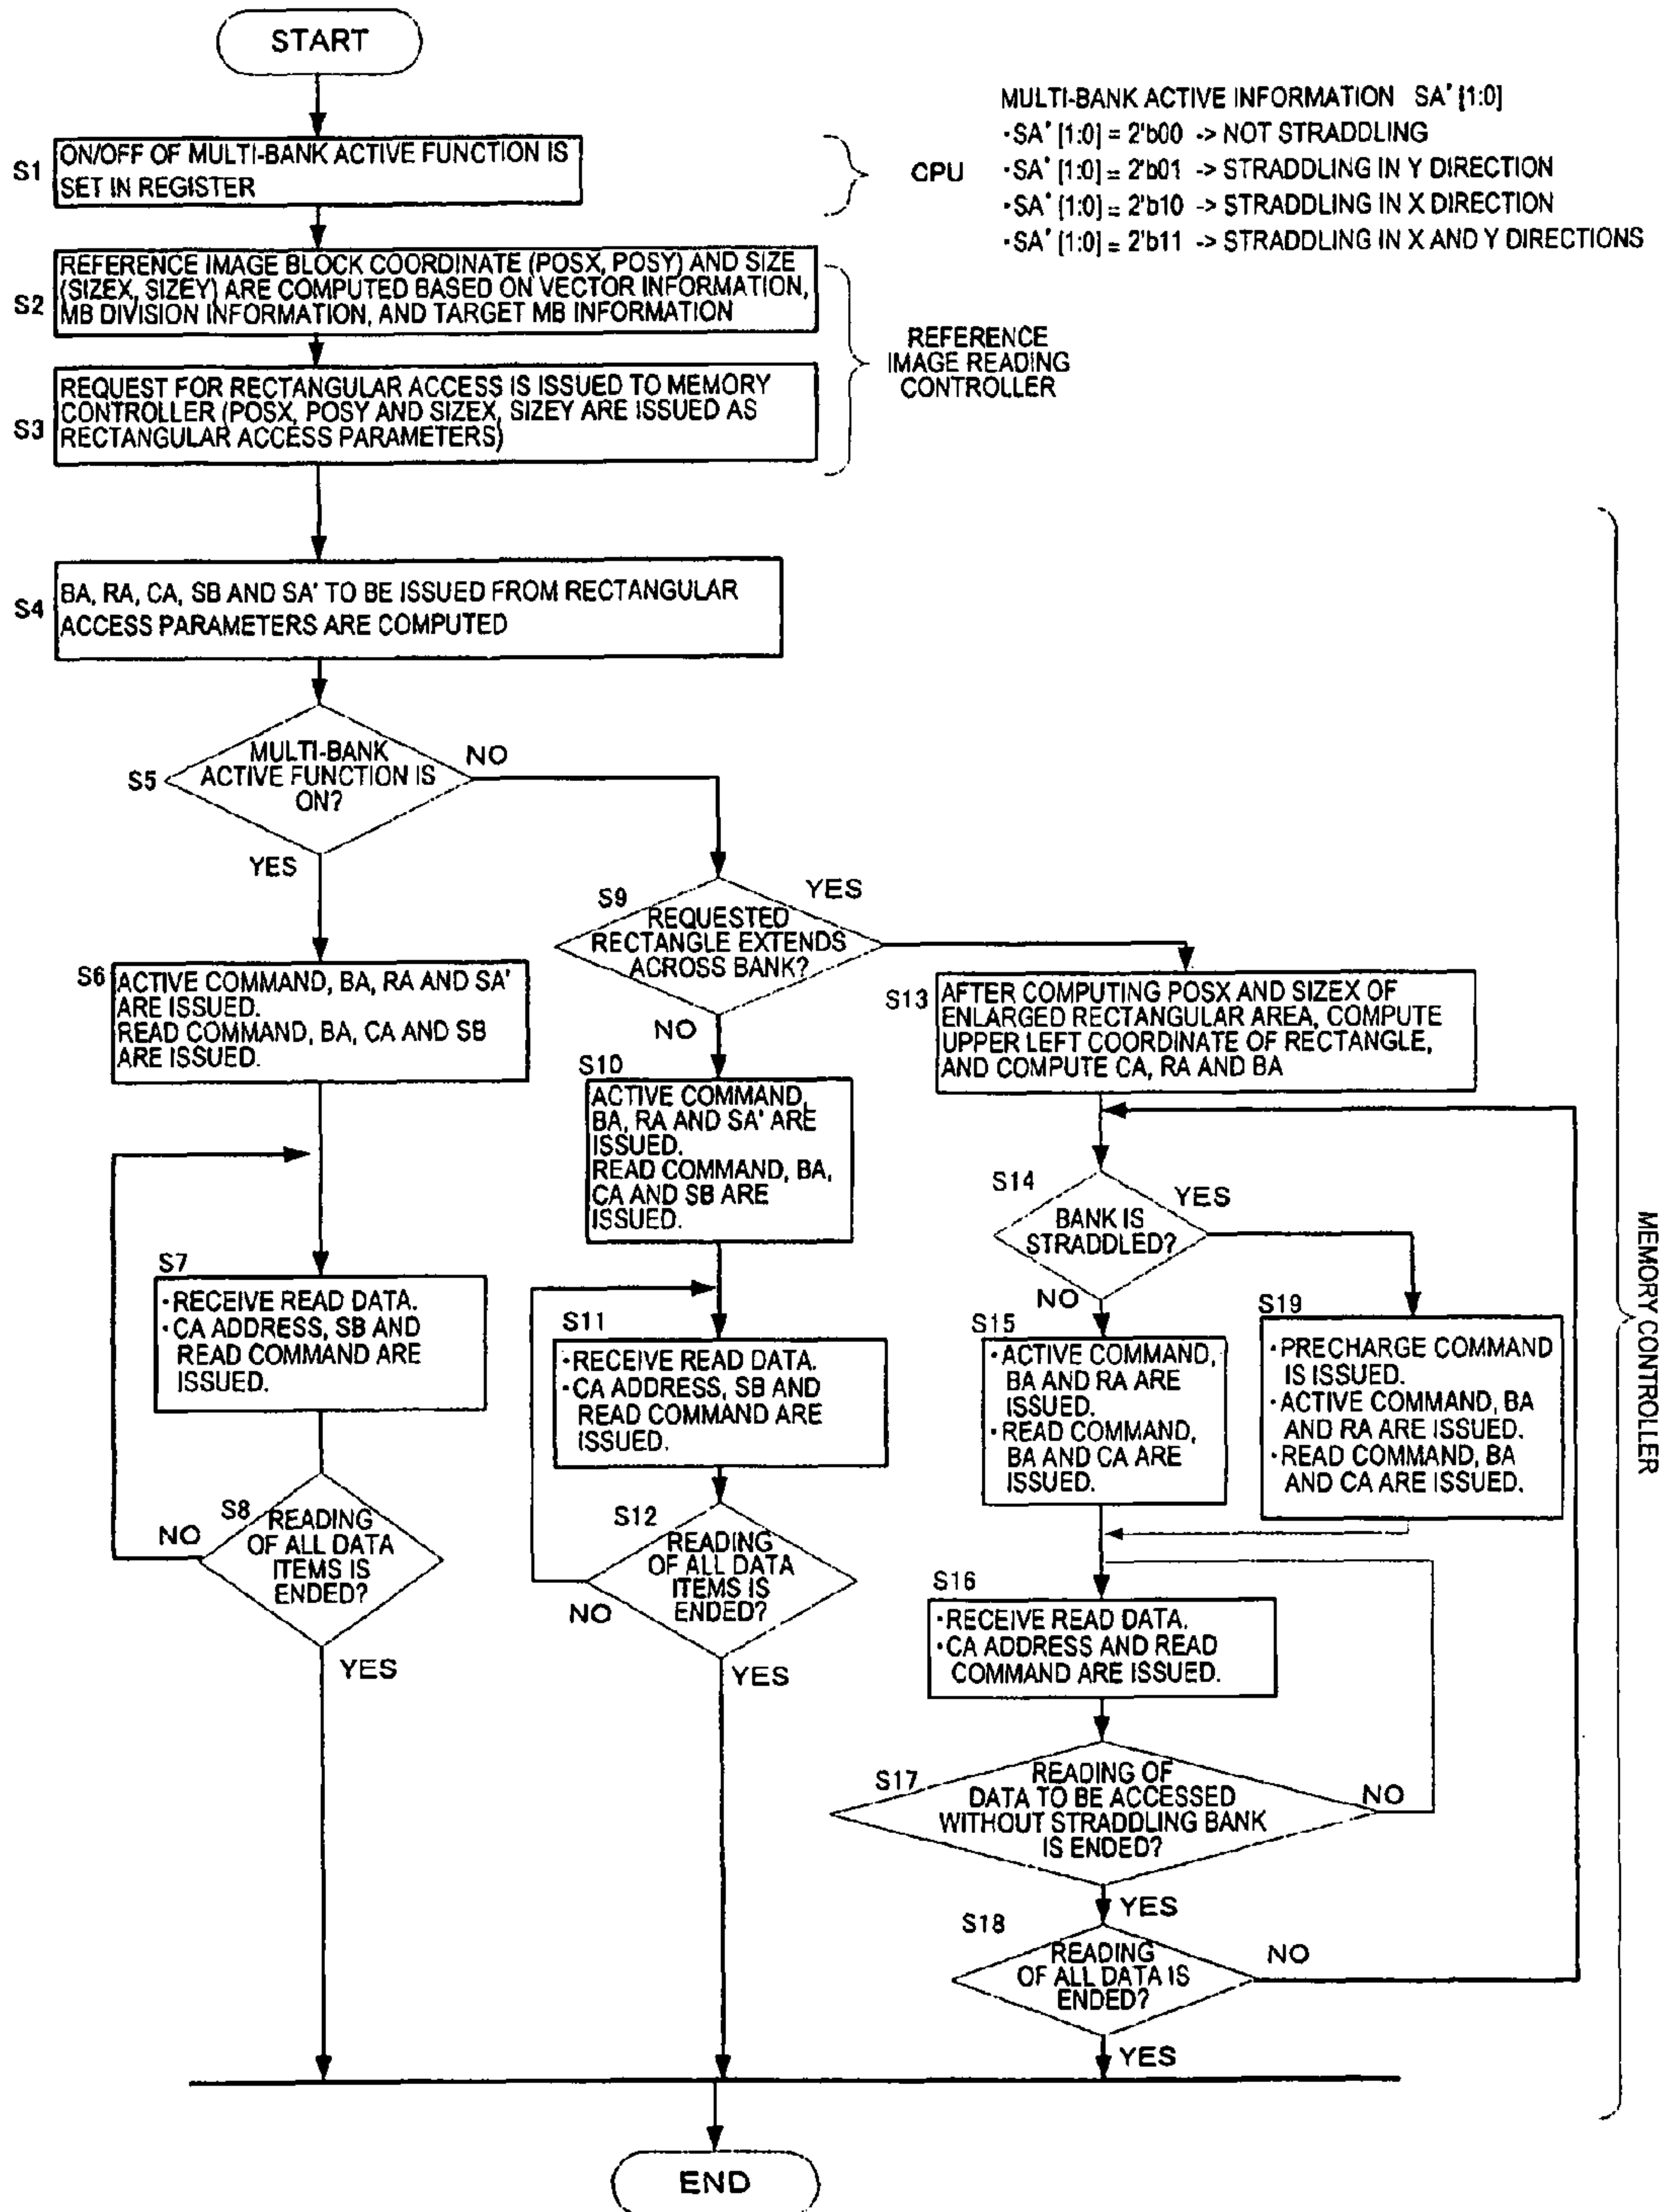 START
MULTI-BANK ACTIVE INFORMATION SA' [1:0]
·SA' [1:0] = 2'b00 -> NOT STRADDLING
·SA' [1:0] = 2'b01 -> STRADDLING IN Y DIRECTION
·SA' [1:0] = 2'b10 -> STRADDLING IN X DIRECTION
·SA' [1:0] = 2'b11 -> STRADDLING IN X AND Y DIRECTIONS
S1
ON/OFF OF MULTI-BANK ACTIVE FUNCTION IS
SET IN REGISTER
CPU
S2
REFERENCE IMAGE BLOCK COORDINATE (POSX, POSY) AND SIZE
(SIZEX, SIZEY) ARE COMPUTED BASED ON VECTOR INFORMATION,
MB DIVISION INFORMATION, AND TARGET MB INFORMATION
REFERENCE
IMAGE READING
CONTROLLER
S3
REQUEST FOR RECTANGULAR ACCESS IS ISSUED TO MEMORY
CONTROLLER (POSX, POSY AND SIZEX, SIZEY ARE ISSUED AS
RECTANGULAR ACCESS PARAMETERS)
S4
BA, RA, CA, SB AND SA' TO BE ISSUED FROM RECTANGULAR
ACCESS PARAMETERS ARE COMPUTED
S5
MULTI-BANK
ACTIVE FUNCTION IS
ON?
NO
YES
S9
REQUESTED
RECTANGLE EXTENDS
ACROSS BANK?
YES
NO
S6
ACTIVE COMMAND, BA, RA AND SA'
ARE ISSUED.
READ COMMAND, BA, CA AND SB
ARE ISSUED.
S10
ACTIVE COMMAND,
BA, RA AND SA' ARE
ISSUED.
READ COMMAND, BA,
CA AND SB ARE
ISSUED.
S13
AFTER COMPUTING POSX AND SIZEX OF
ENLARGED RECTANGULAR AREA, COMPUTE
UPPER LEFT COORDINATE OF RECTANGLE,
AND COMPUTE CA, RA AND BA
S14
BANK IS
STRADDLED?
YES
NO
S7
·RECEIVE READ DATA.
·CA ADDRESS, SB AND
READ COMMAND ARE
ISSUED.
S11
·RECEIVE READ DATA.
·CA ADDRESS, SB AND
READ COMMAND ARE
ISSUED.
S15
·ACTIVE COMMAND,
BA AND RA ARE
ISSUED.
·READ COMMAND,
BA AND CA ARE
ISSUED.
S19
·PRECHARGE COMMAND
IS ISSUED.
·ACTIVE COMMAND, BA
AND RA ARE ISSUED.
·READ COMMAND, BA
AND CA ARE ISSUED.
MEMORY CONTROLLER
S8
READING
OF ALL DATA
ITEMS IS
ENDED?
NO
YES
S12
READING
OF ALL DATA
ITEMS IS
ENDED?
NO
YES
S16
·RECEIVE READ DATA.
·CA ADDRESS AND READ
COMMAND ARE ISSUED.
S17
READING OF
DATA TO BE ACCESSED
WITHOUT STRADDLING BANK
IS ENDED?
NO
YES
S18
READING
OF ALL DATA IS
ENDED?
NO
YES
END